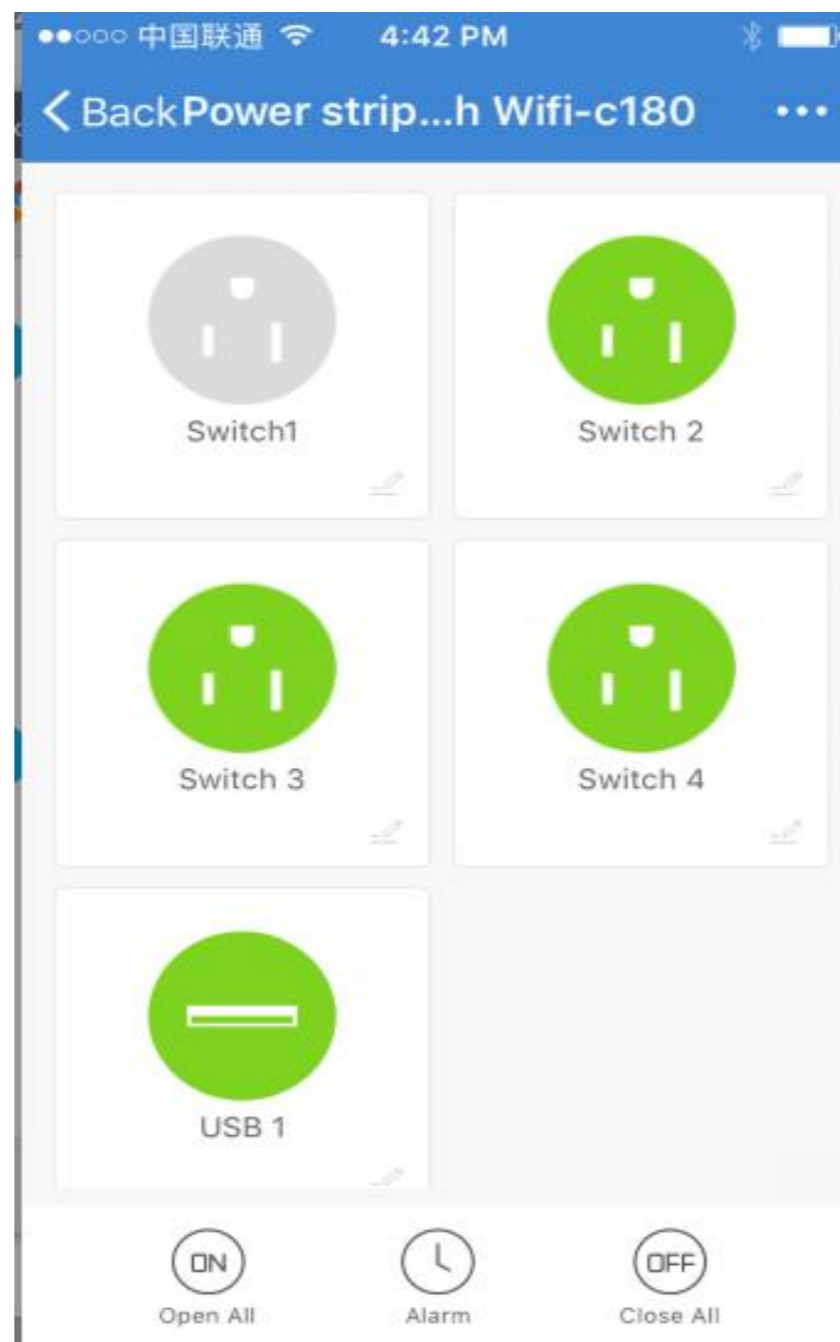 中国联通 4:42 PM
Back Power strip...h Wifi-c180
Switch1
Switch 2
Switch 3
Switch 4
USB 1
ON
OFF
Open All
Alarm
Close All